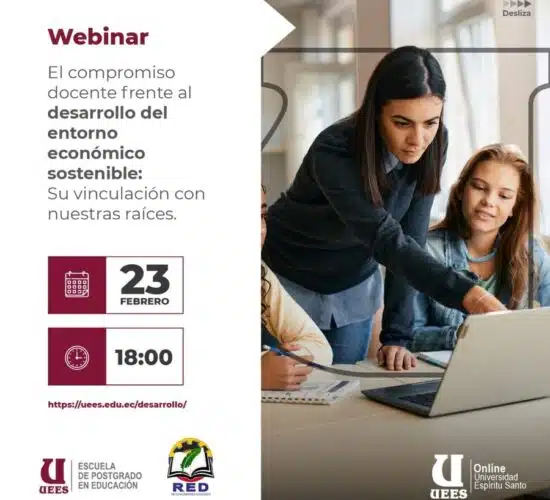 Desliza
Webinar
El compromiso
docente frente al
desarrollo del
entorno
económico
sostenible:
Su vinculación con
nuestras raíces.
23
FEBRERO
18:00
https://uees.edu.ec/desarrollo/
UEES
ESCUELA
DE POSTGRADO
EN EDUCACIÓN
RED
UEES
Online
Universidad
Espíritu Santo